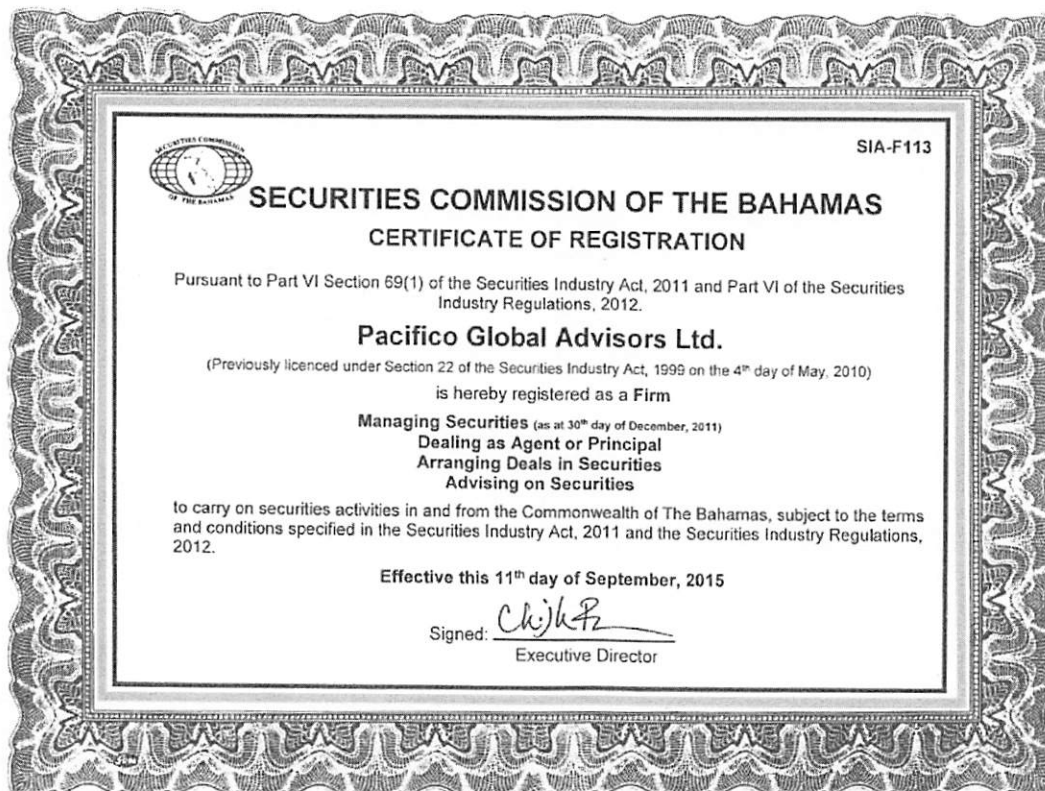 SIA-F113
SECURITIES COMMISSION
OF THE BAHAMAS
SECURITIES COMMISSION OF THE BAHAMAS
CERTIFICATE OF REGISTRATION
Pursuant to Part VI Section 69(1) of the Securities Industry Act, 2011 and Part VI of the Securities
Industry Regulations, 2012.
Pacifico Global Advisors Ltd.
(Previously licenced under Section 22 of the Securities Industry Act, 1999 on the 4th day of May, 2010)
is hereby registered as a Firm
Managing Securities (as at 30th day of December, 2011)
Dealing as Agent or Principal
Arranging Deals in Securities
Advising on Securities
to carry on securities activities in and from the Commonwealth of The Bahamas, subject to the terms
and conditions specified in the Securities Industry Act, 2011 and the Securities Industry Regulations,
2012.
Effective this 11th day of September, 2015
Signed:
Executive Director